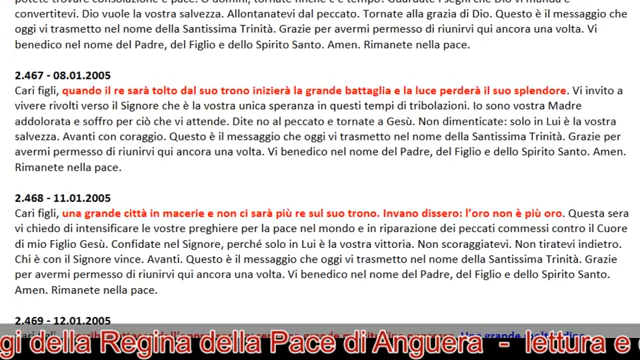 potete trovare consolazione e pace. O uomini, tornate finché è è tempo. Guardate i segni che Dio vi manda e
convertitevi. Dio vuole la vostra salvezza. Allontanatevi dal peccato. Tornate alla grazia di Dio. Questo è il messaggio che
oggi vi trasmetto nel nome della Santissima Trinità. Grazie per avermi permesso di riunirvi qui ancora una volta. Vi
benedico nel nome del Padre, del Figlio e dello Spirito Santo. Amen. Rimanete nella pace.
2.467 - 08.01.2005
Cari figli, quando il re sarà tolto dal suo trono inizierà la grande battaglia e la luce perderà il suo splendore. Vi invito a
vivere rivolti verso il Signore che è la vostra unica speranza in questi tempi di tribolazioni. Io sono vostra Madre
addolorata e soffro per ciò che vi attende. Dite no al peccato e tornate a Gesù. Non dimenticate: solo in Lui è la vostra
salvezza. Avanti con coraggio. Questo è il messaggio che oggi vi trasmetto nel nome della Santissima Trinità. Grazie per
avermi permesso di riunirvi qui ancora una volta. Vi benedico nel nome del Padre, del Figlio e dello Spirito Santo. Amen.
Rimanete nella pace.
2.468 - 11.01.2005
Cari figli, una grande città in macerie e non ci sarà più re sul suo trono. Invano dissero: l'oro non è più oro. Questa sera
vi chiedo di intensificare le vostre preghiere per la pace nel mondo e in riparazione dei peccati commessi contro il Cuore
di mio Figlio Gesù. Confidate nel Signore, perché solo in Lui è la vostra vittoria. Non scoraggiatevi. Non tiratevi indietro.
Chi è con il Signore vince. Avanti. Questo è il messaggio che oggi vi trasmetto nel nome della Santissima Trinità. Grazie
per avermi permesso di riunirvi qui ancora una volta. Vi benedico nel nome del Padre, del Figlio e dello Spirito Santo.
Amen. Rimanete nella pace.
2.469 - 12.01.2005
gi della Regina della Pace di Anguera - lettura e